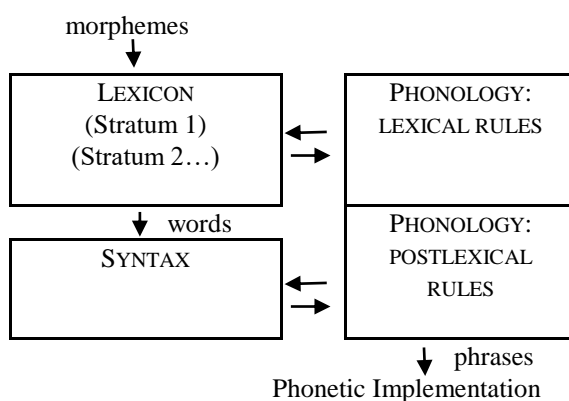 morphemes
LEXICON
(Stratum 1)
(Stratum 2…)
PHONOLOGY:
LEXICAL RULES
words
SYNTAX
PHONOLOGY:
POSTLEXICAL
RULES
phrases
Phonetic Implementation